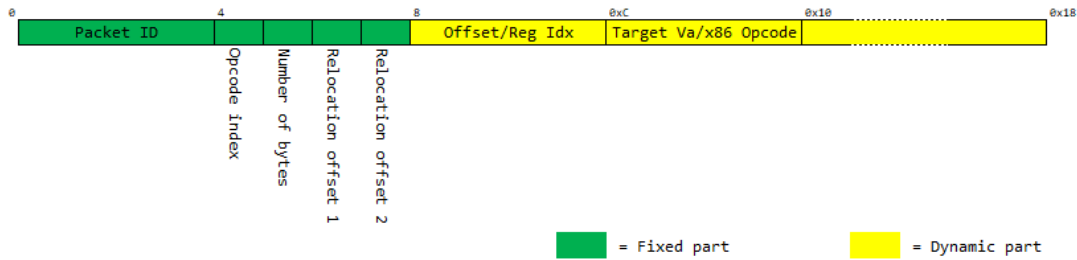 0 4 8 0xC 0x10 0x18
Packet ID Offset/Reg Idx Target Va/x86 Opcode
Opcode index
Number of bytes
Relocation offset 1
Relocation offset 2
= Fixed part = Dynamic part